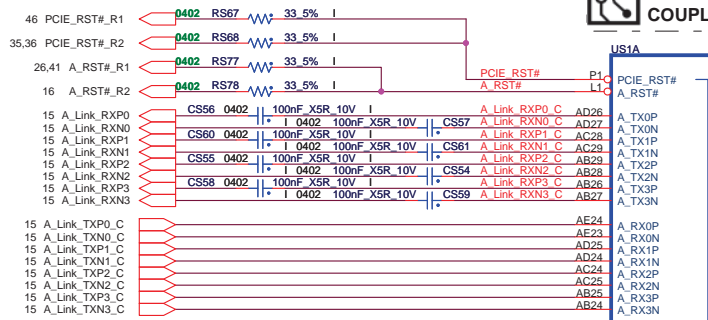 COUPL
US1A
46 PCIE_RST#_R1 0402 RS67 33_5% I
35,36 PCIE_RST#_R2 0402 RS68 33_5% I
26,41 A_RST#_R1 0402 RS77 33_5% I
PCIE_RST# P1 PCIE_RST#
16 A_RST#_R2 0402 RS78 33_5% I A_RST# L1 A_RST#
15 A_Link_RXP0 CS56 0402 100nF_X5R_10V I A_Link_RXP0_C AD26 A_TX0P
15 A_Link_RXN0 I 0402 100nF_X5R_10V CS57 A_Link_RXN0_C AD27 A_TX0N
15 A_Link_RXP1 CS60 0402 100nF_X5R_10V I A_Link_RXP1_C AC28 A_TX1P
15 A_Link_RXN1 I 0402 100nF_X5R_10V CS61 A_Link_RXN1_C AC29 A_TX1N
15 A_Link_RXP2 CS55 0402 100nF_X5R_10V I A_Link_RXP2_C AB29 A_TX2P
15 A_Link_RXN2 I 0402 100nF_X5R_10V CS54 A_Link_RXN2_C AB28 A_TX2N
15 A_Link_RXP3 CS58 0402 100nF_X5R_10V I A_Link_RXP3_C AB26 A_TX3P
15 A_Link_RXN3 I 0402 100nF_X5R_10V CS59 A_Link_RXN3_C AB27 A_TX3N
15 A_Link_TXP0_C AE24 A_RX0P
15 A_Link_TXN0_C AE23 A_RX0N
15 A_Link_TXP1_C AD25 A_RX1P
15 A_Link_TXN1_C AD24 A_RX1N
15 A_Link_TXP2_C AC24 A_RX2P
15 A_Link_TXN2_C AC25 A_RX2N
15 A_Link_TXP3_C AB25 A_RX3P
15 A_Link_TXN3_C AB24 A_RX3N